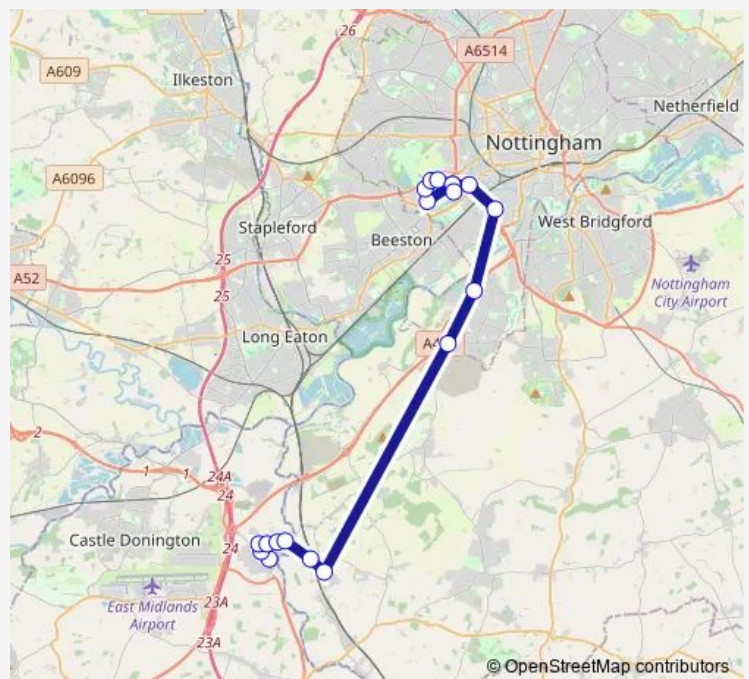 26
A6514
A609
Ilkeston
Netherfield
Nottingham
A6096
Stapleford
West Bridgford
Beeston
25
A52
25
Nottingham
City Airport
Long Eaton
2
1
1
24A
24
Castle Donington
24
East Midlands
Airport
23A
23A
© OpenStreetMap contributors